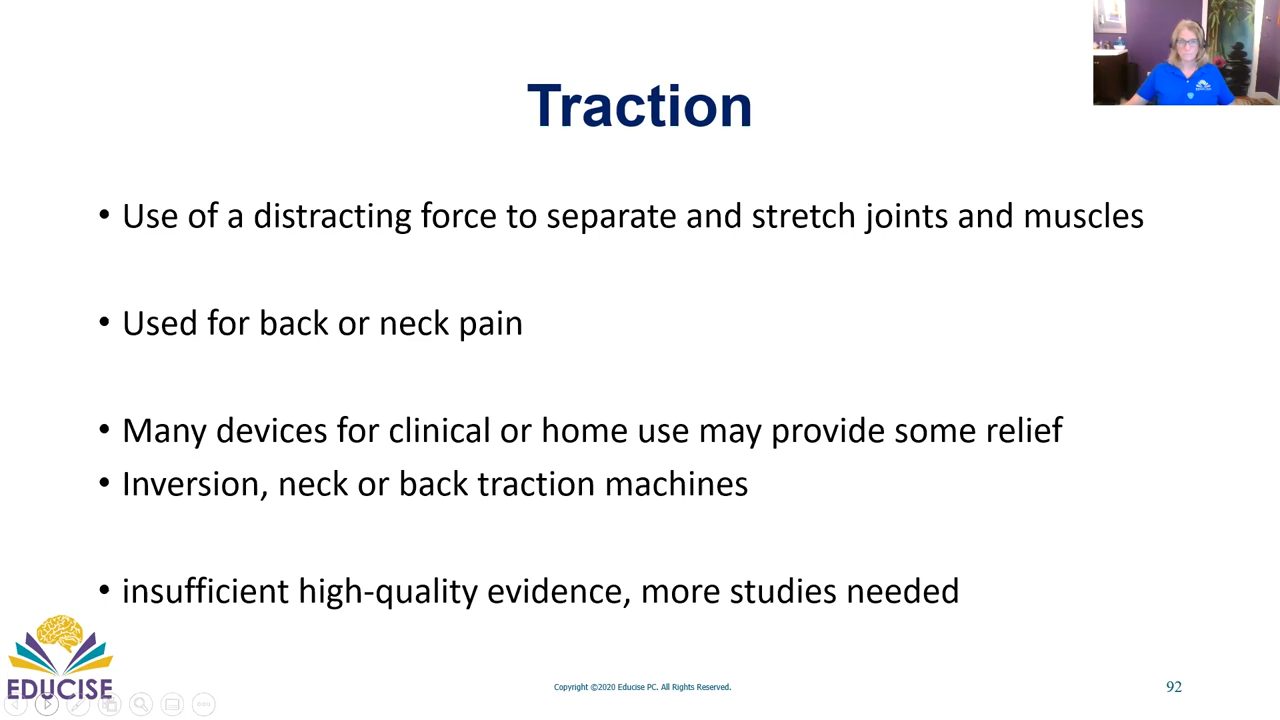 Traction
• Use of a distracting force to separate and stretch joints and muscles
• Used for back or neck pain
• Many devices for clinical or home use may provide some relief
• Inversion, neck or back traction machines
• insufficient high-quality evidence, more studies needed
EDUCISE
Copyright ©2020 Educise PC. All Rights Reserved.
92